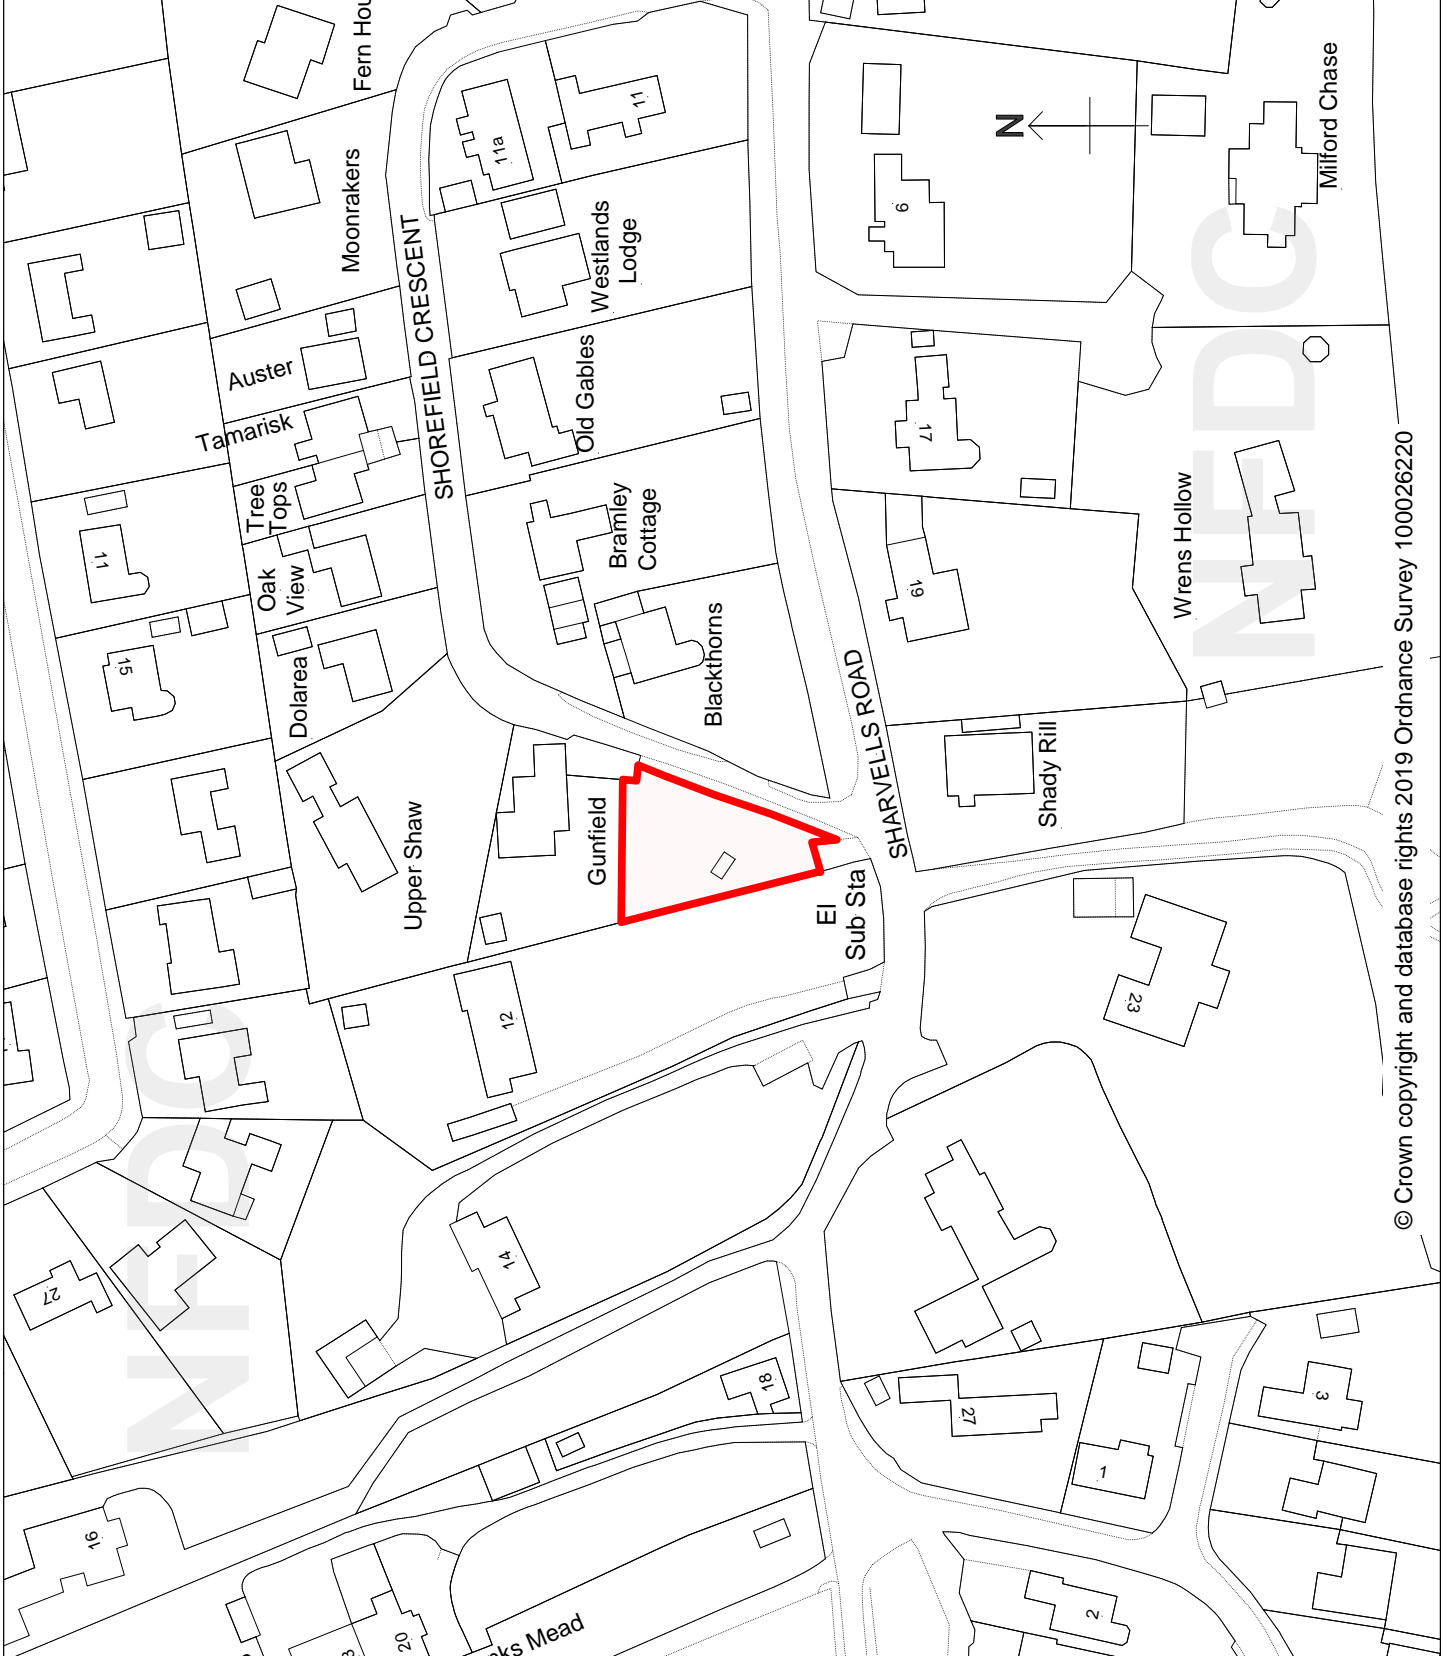 Fern Hou
Moonrakers
SHOREFIELD CRESCENT
11a
11
Westlands
Lodge
9
N
Milford Chase
NFDC
Auster
Tamarisk
Tree
Tops
Oak
View
Dolarea
11
15
Old Gables
Bramley
Cottage
Blackthorns
17
19
Wrens Hollow
SHARVELLS ROAD
Shady Rill
Upper Shaw
Gunfield
El
Sub Sta
12
14
23
NFDC
27
18
27
1
3
16
20
ks Mead
2
© Crown copyright and database rights 2019 Ordnance Survey 100026220